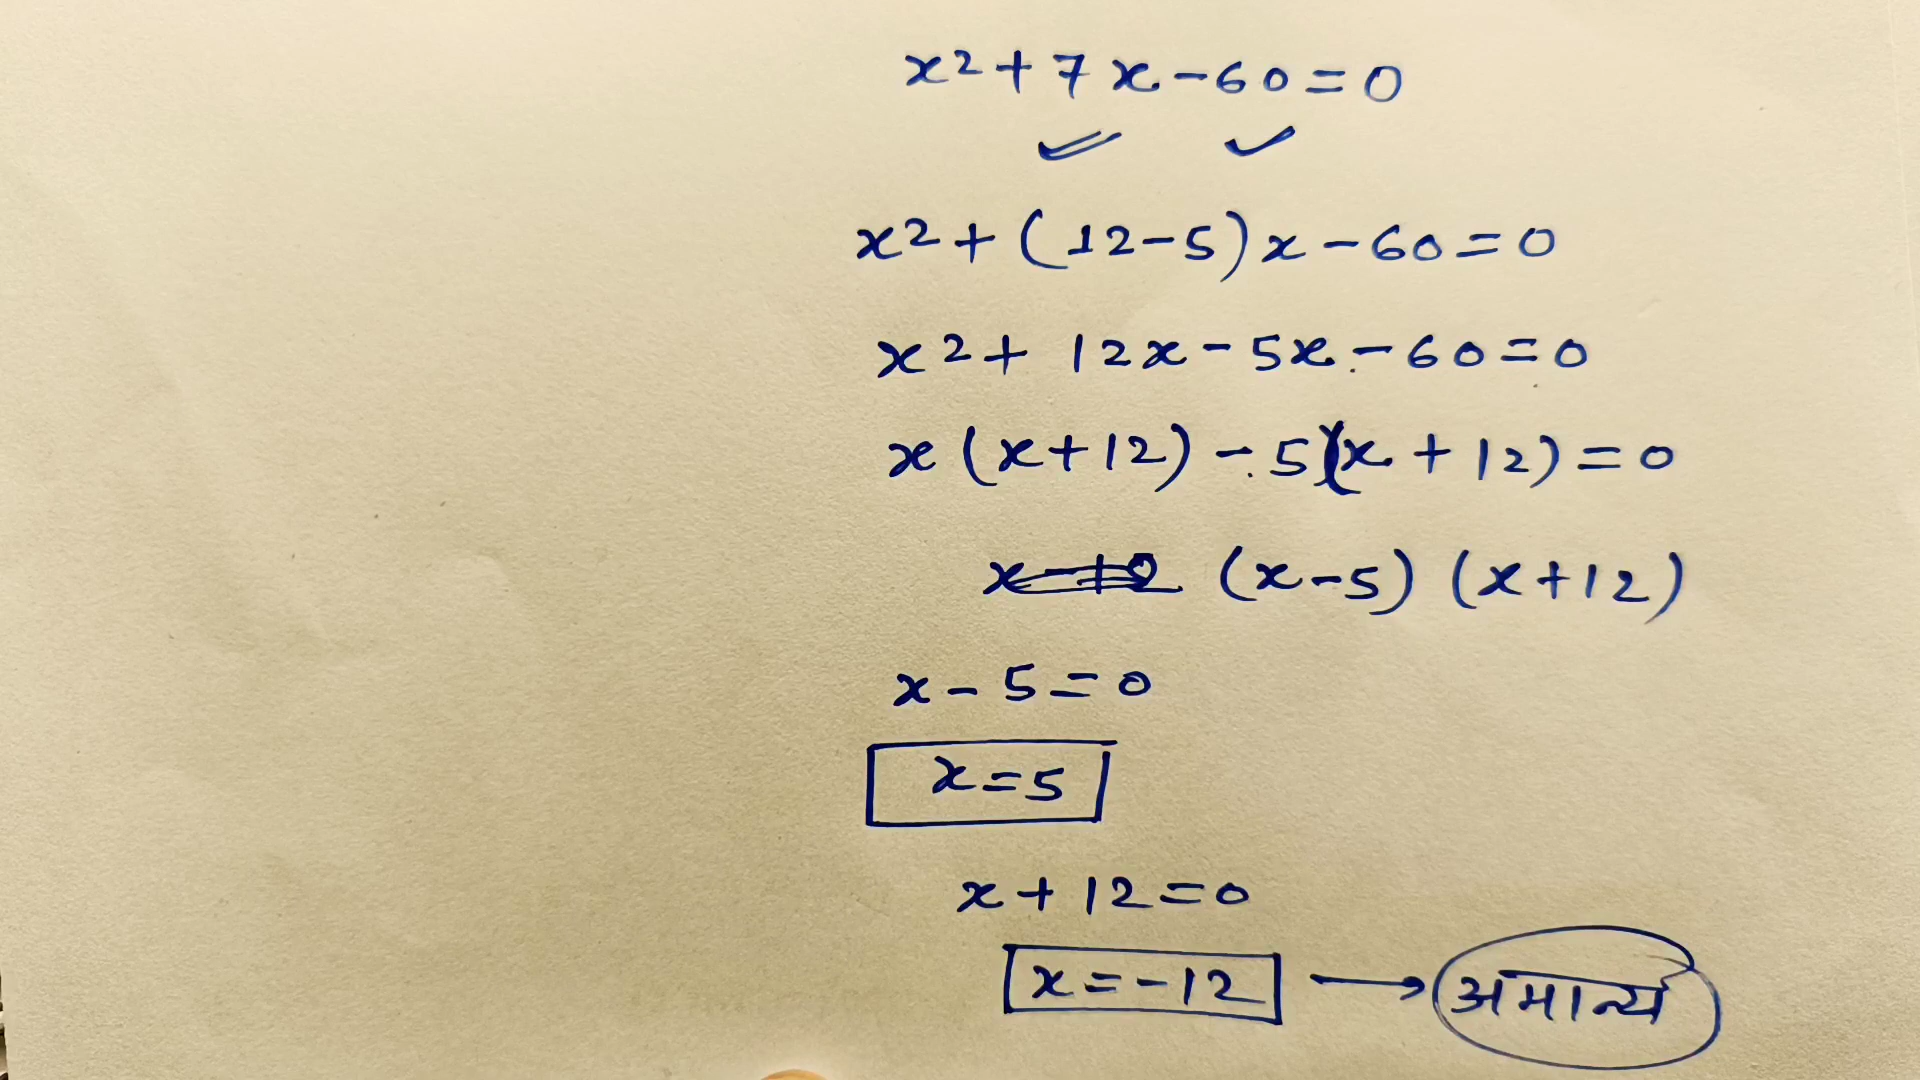 x² + 7x - 60 = 0
x² + (12-5)x - 60 = 0
x² + 12x - 5x - 60 = 0
x (x+12) - 5(x + 12) = 0
(x-5) (x+12)
x - 5 = 0
x = 5
x + 12 = 0
x = -12 → अमान्य